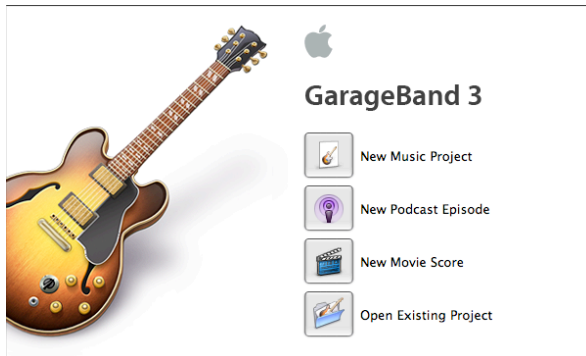 GarageBand 3
New Music Project
New Podcast Episode
New Movie Score
Open Existing Project